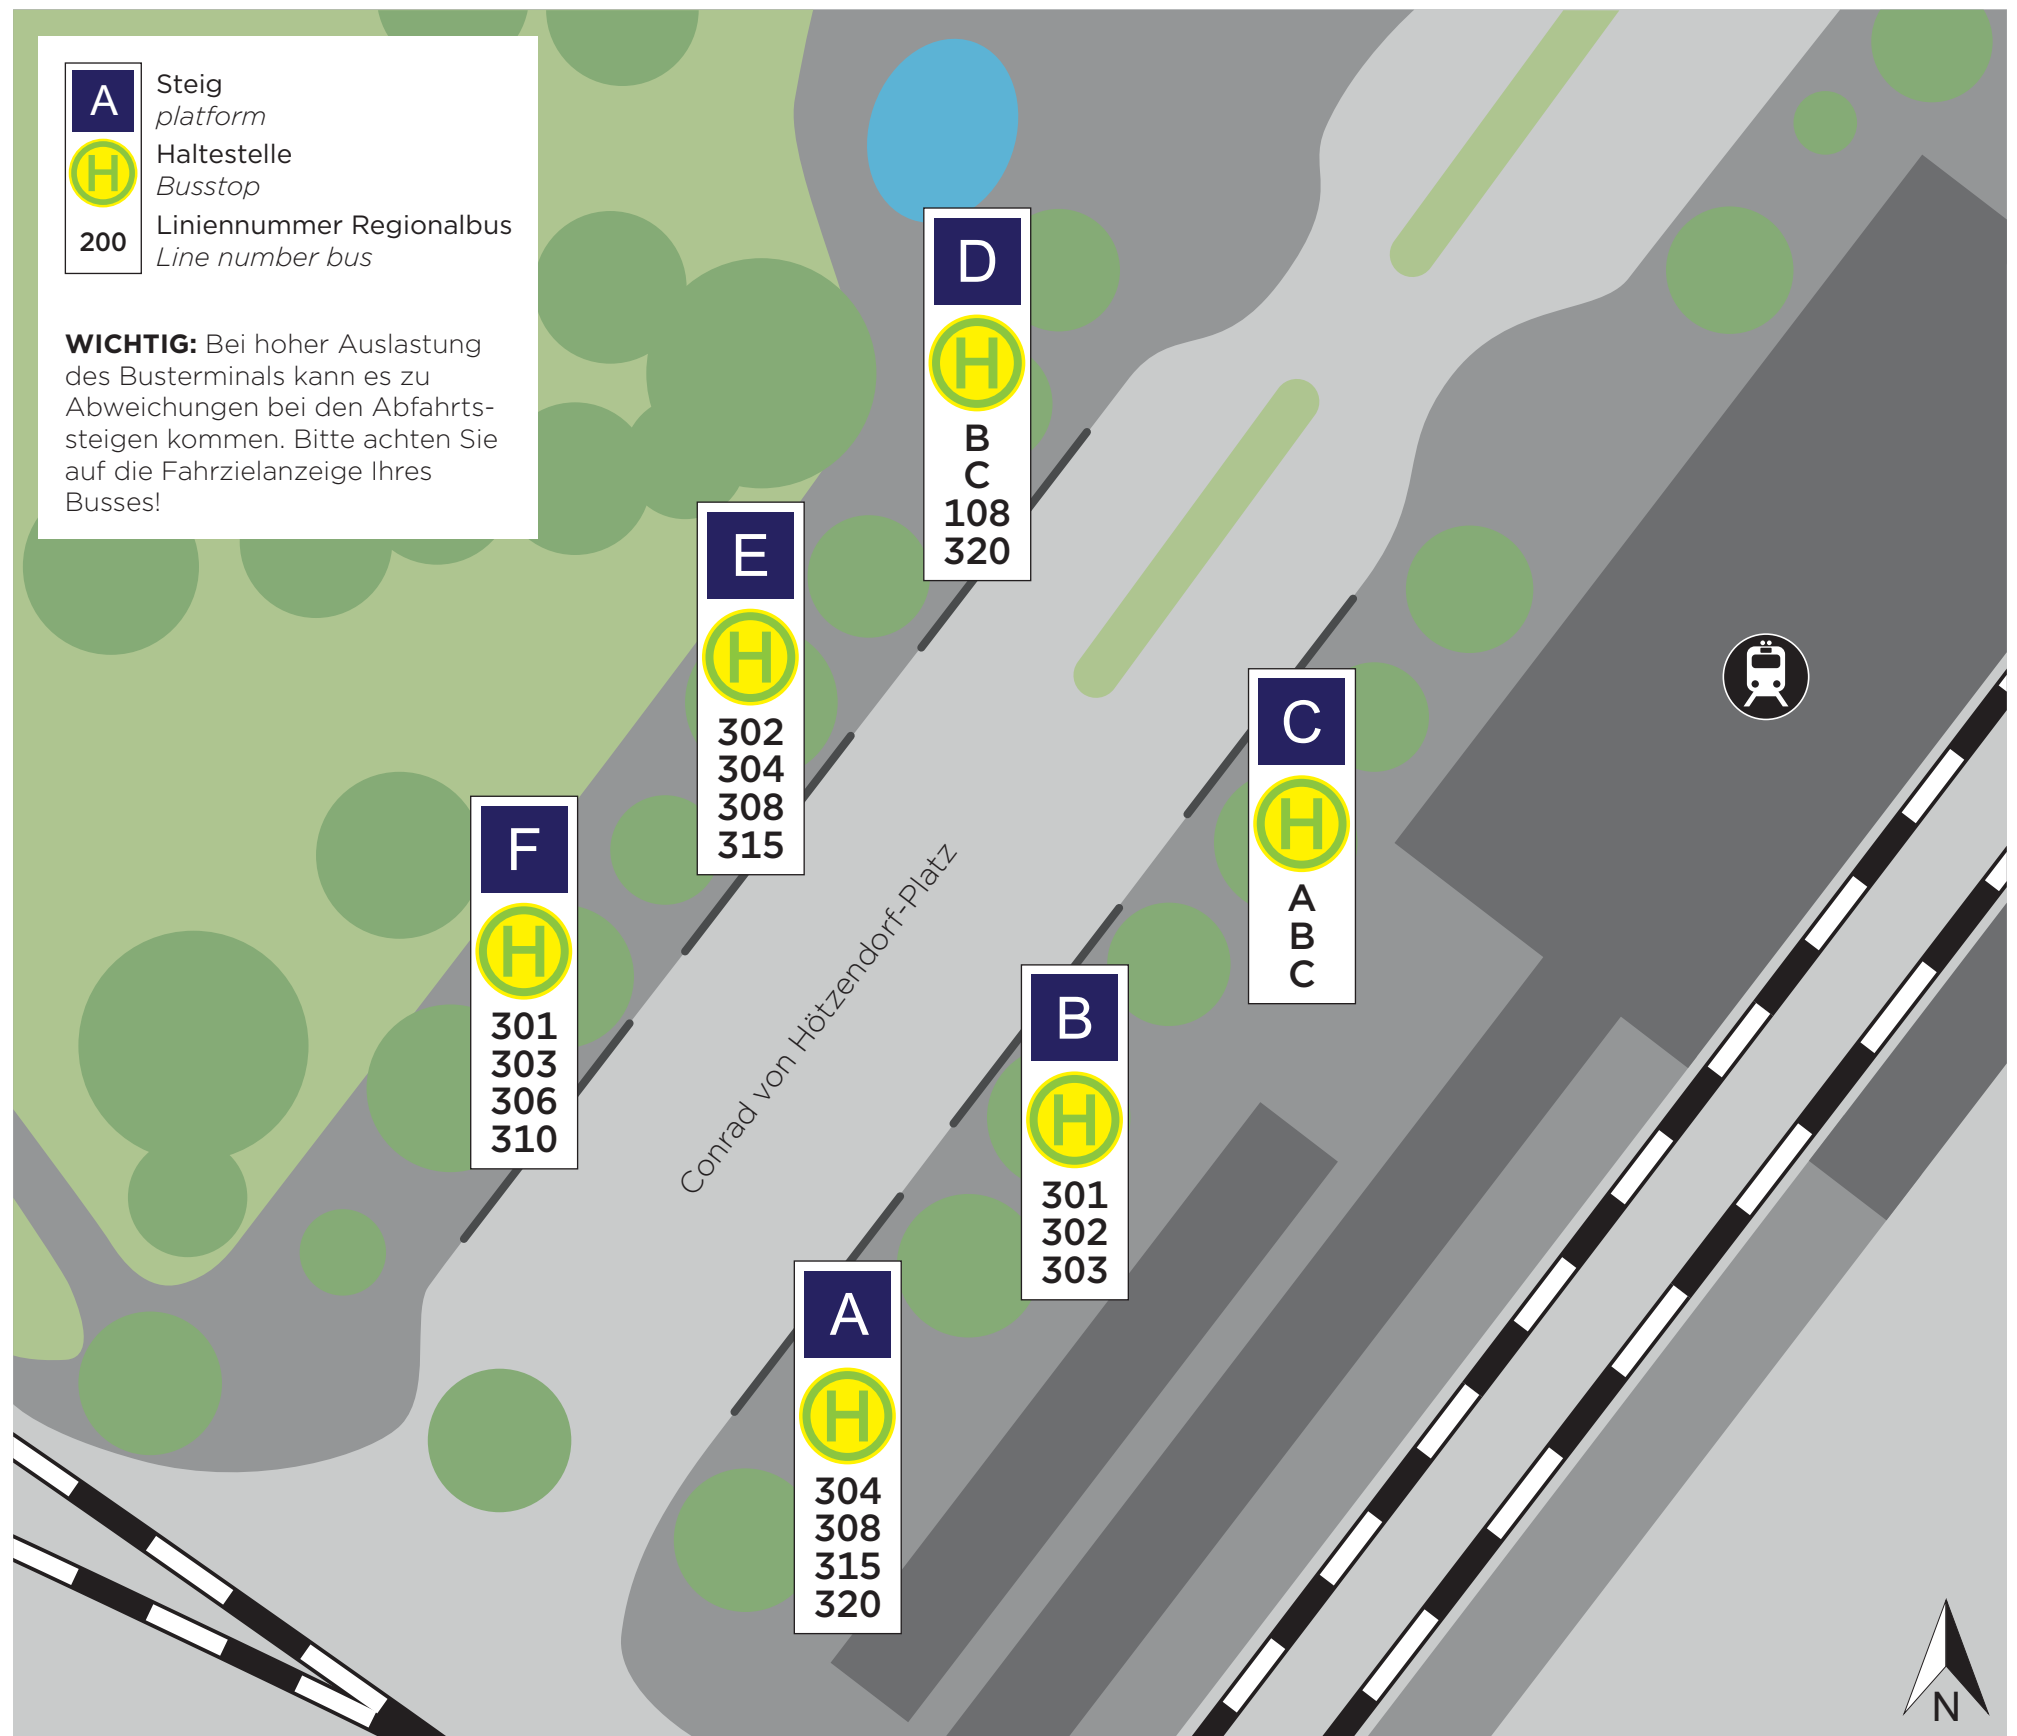 A
Steig
platform
H
Haltestelle
Busstop
200
Liniennummer Regionalbus
Line number bus
WICHTIG: Bei hoher Auslastung
des Busterminals kann es zu
Abweichungen bei den Abfahrts-
steigen kommen. Bitte achten Sie
auf die Fahrzielanzeige Ihres
Busses!
D
H
B
C
108
320
E
H
302
304
308
315
C
H
A
B
C
F
H
301
303
306
310
Conrad von Hötzendorf-Platz
B
H
301
302
303
A
H
304
308
315
320
N